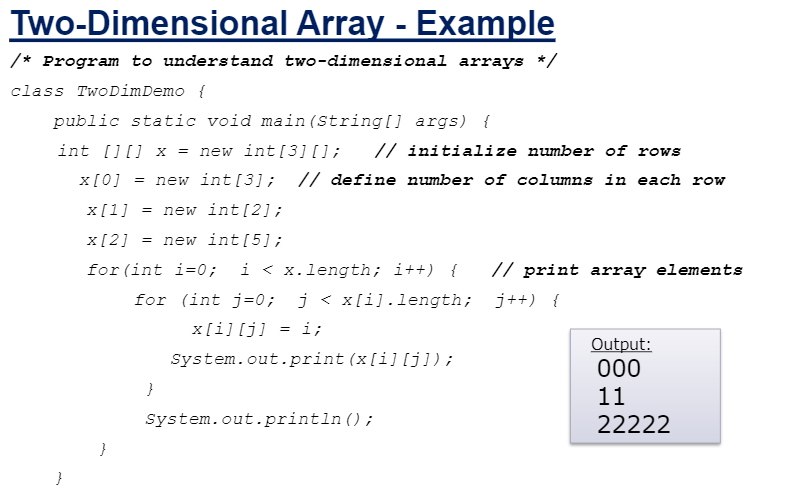 Two-Dimensional Array - Example
/* Program to understand two-dimensional arrays */
class TwoDimDemo {
public static void main(String[] args) {
int [][] x = new int[3][]; // initialize number of rows
x[0] = new int[3]; // define number of columns in each row
x[1] = new int[2];
x[2] = new int[5];
for(int i=0; i < x.length; i++) { // print array elements
for (int j=0; j < x[i].length; j++) {
x[i][j] = i;
System.out.print(x[i][j]);
}
System.out.println();
}
}
Output:
000
11
22222